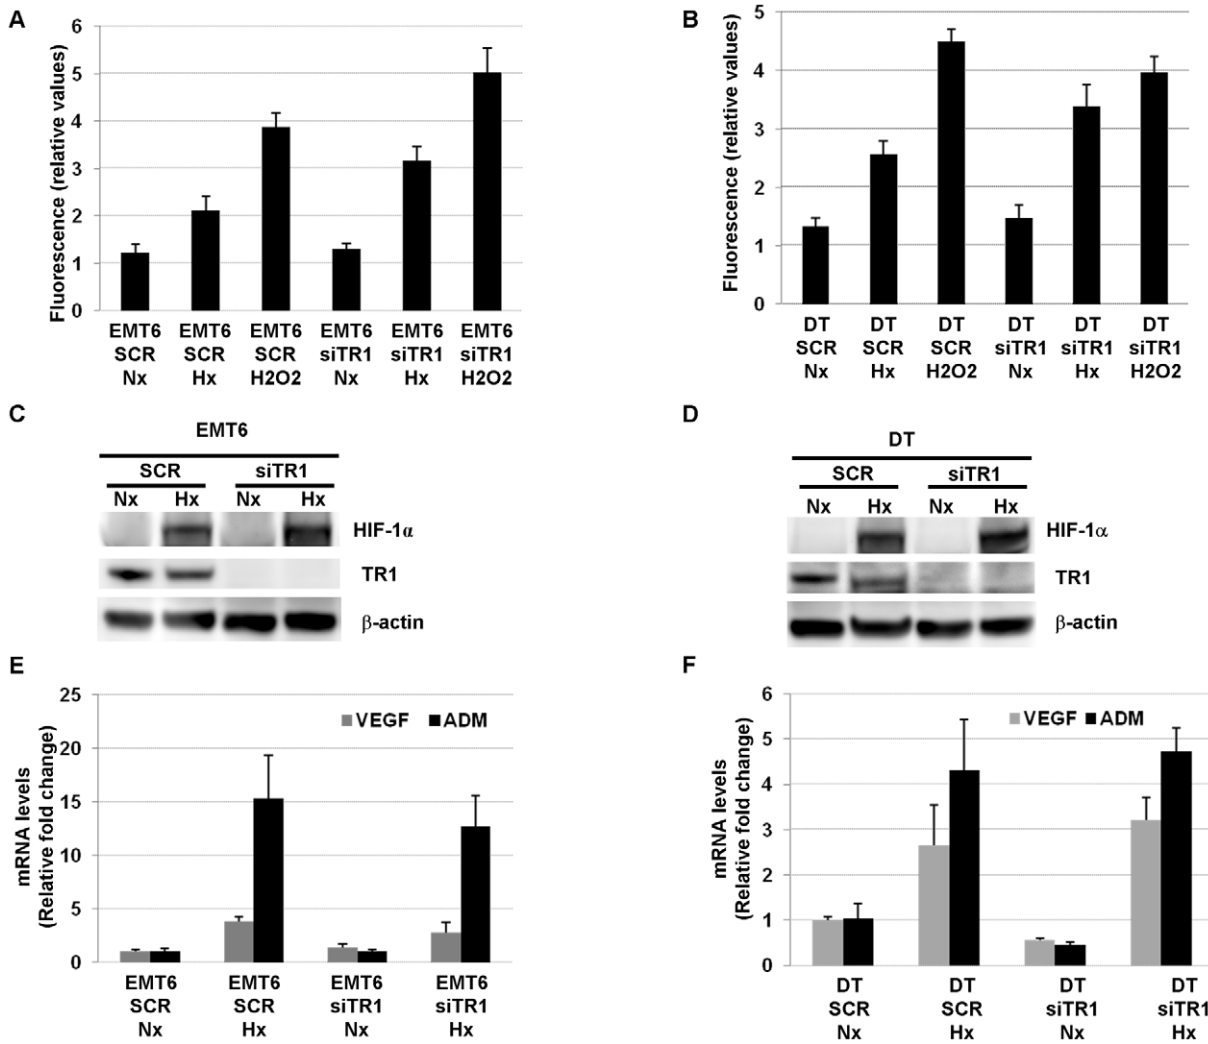 A
Fluorescence (relative values)
6
5
4
3
2
1
0
EMT6 EMT6 EMT6 EMT6 EMT6 EMT6
SCR SCR SCR siTR1 siTR1 siTR1
Nx Hx H2O2 Nx Hx H2O2
B
Fluorescence (relative values)
5
4
3
2
1
0
DT DT DT DT DT DT
SCR SCR SCR siTR1 siTR1 siTR1
Nx Hx H2O2 Nx Hx H2O2
C
EMT6
SCR siTR1
Nx Hx Nx Hx
HIF-1α
TR1
β-actin
D
DT
SCR siTR1
Nx Hx Nx Hx
HIF-1α
TR1
β-actin
E
mRNA levels
(Relative fold change)
25
20
15
10
5
0
VEGF ADM
EMT6 EMT6 EMT6 EMT6
SCR SCR siTR1 siTR1
Nx Hx Nx Hx
F
mRNA levels
(Relative fold change)
6
5
4
3
2
1
0
VEGF ADM
DT DT DT DT
SCR SCR siTR1 siTR1
Nx Hx Nx Hx